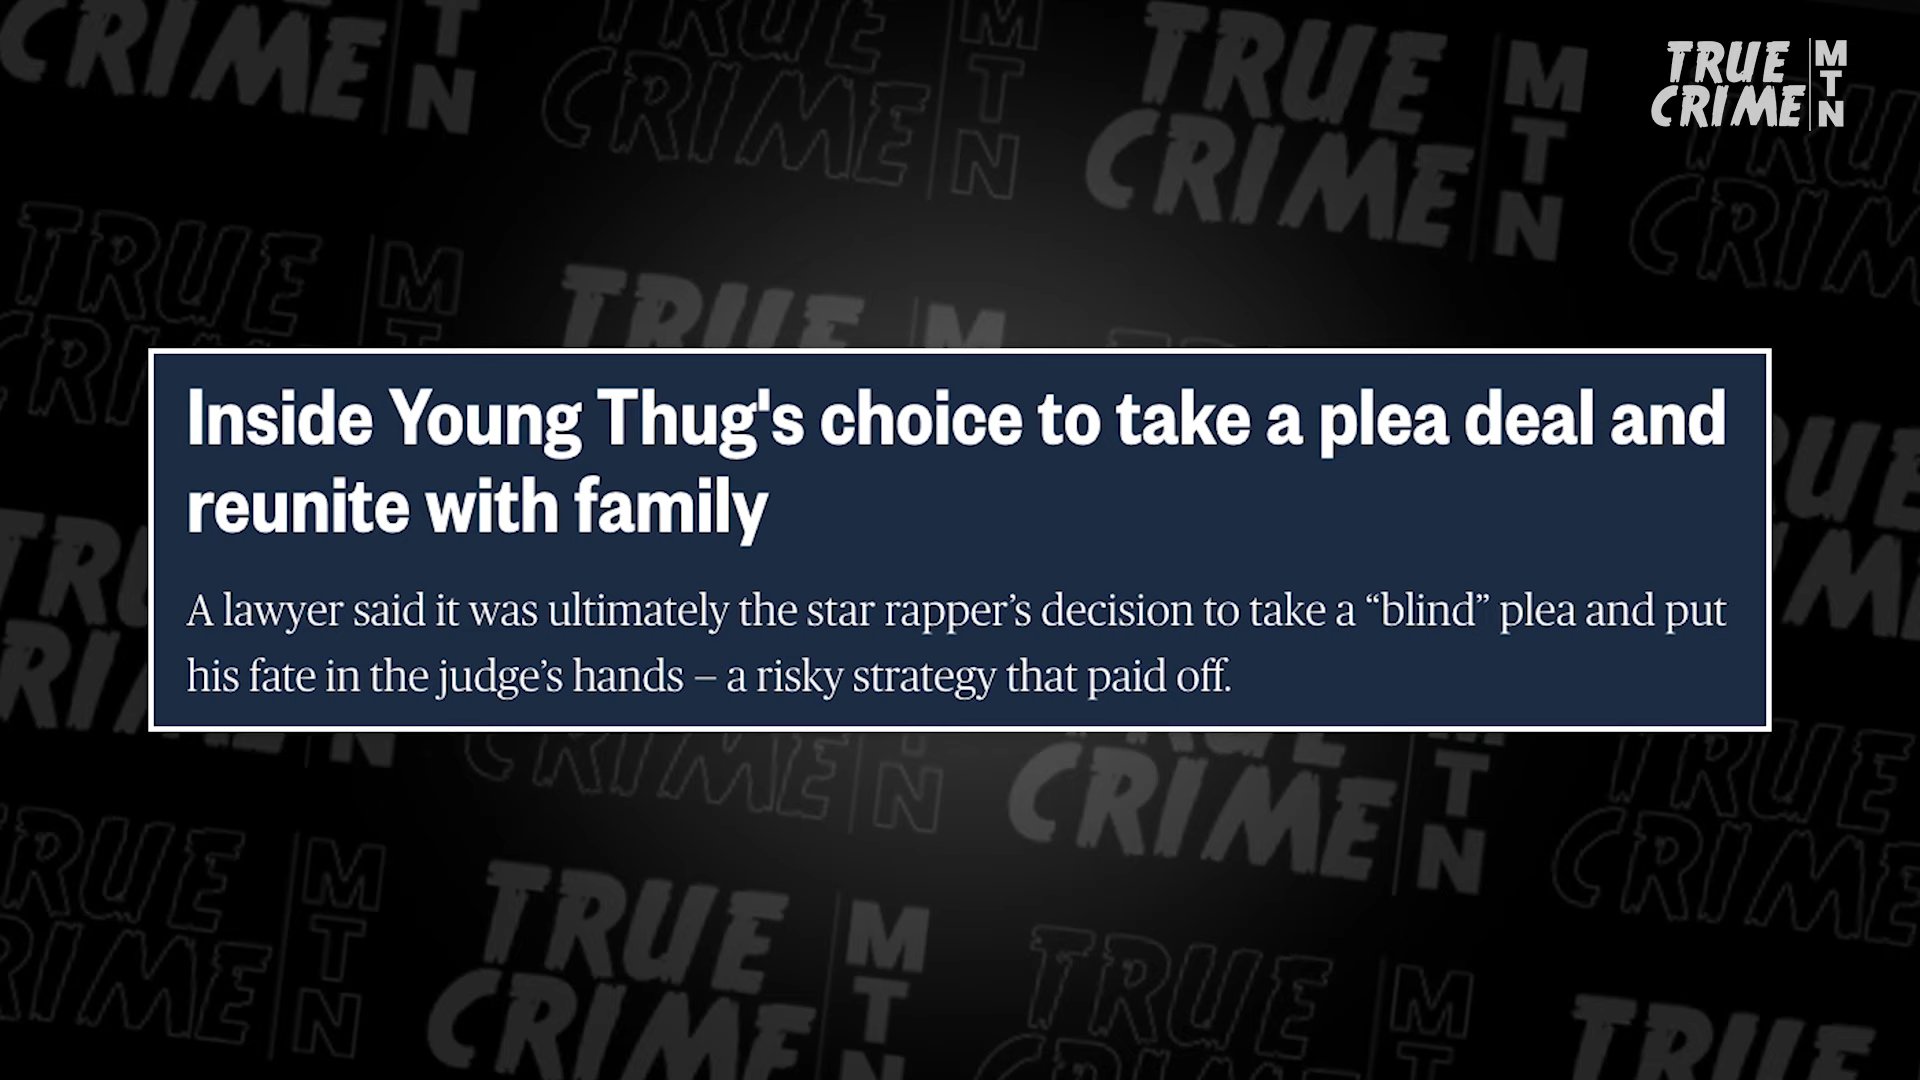 TRUE CRIME MTN
Inside Young Thug's choice to take a plea deal and
reunite with family
A lawyer said it was ultimately the star rapper’s decision to take a “blind” plea and put
his fate in the judge’s hands – a risky strategy that paid off.